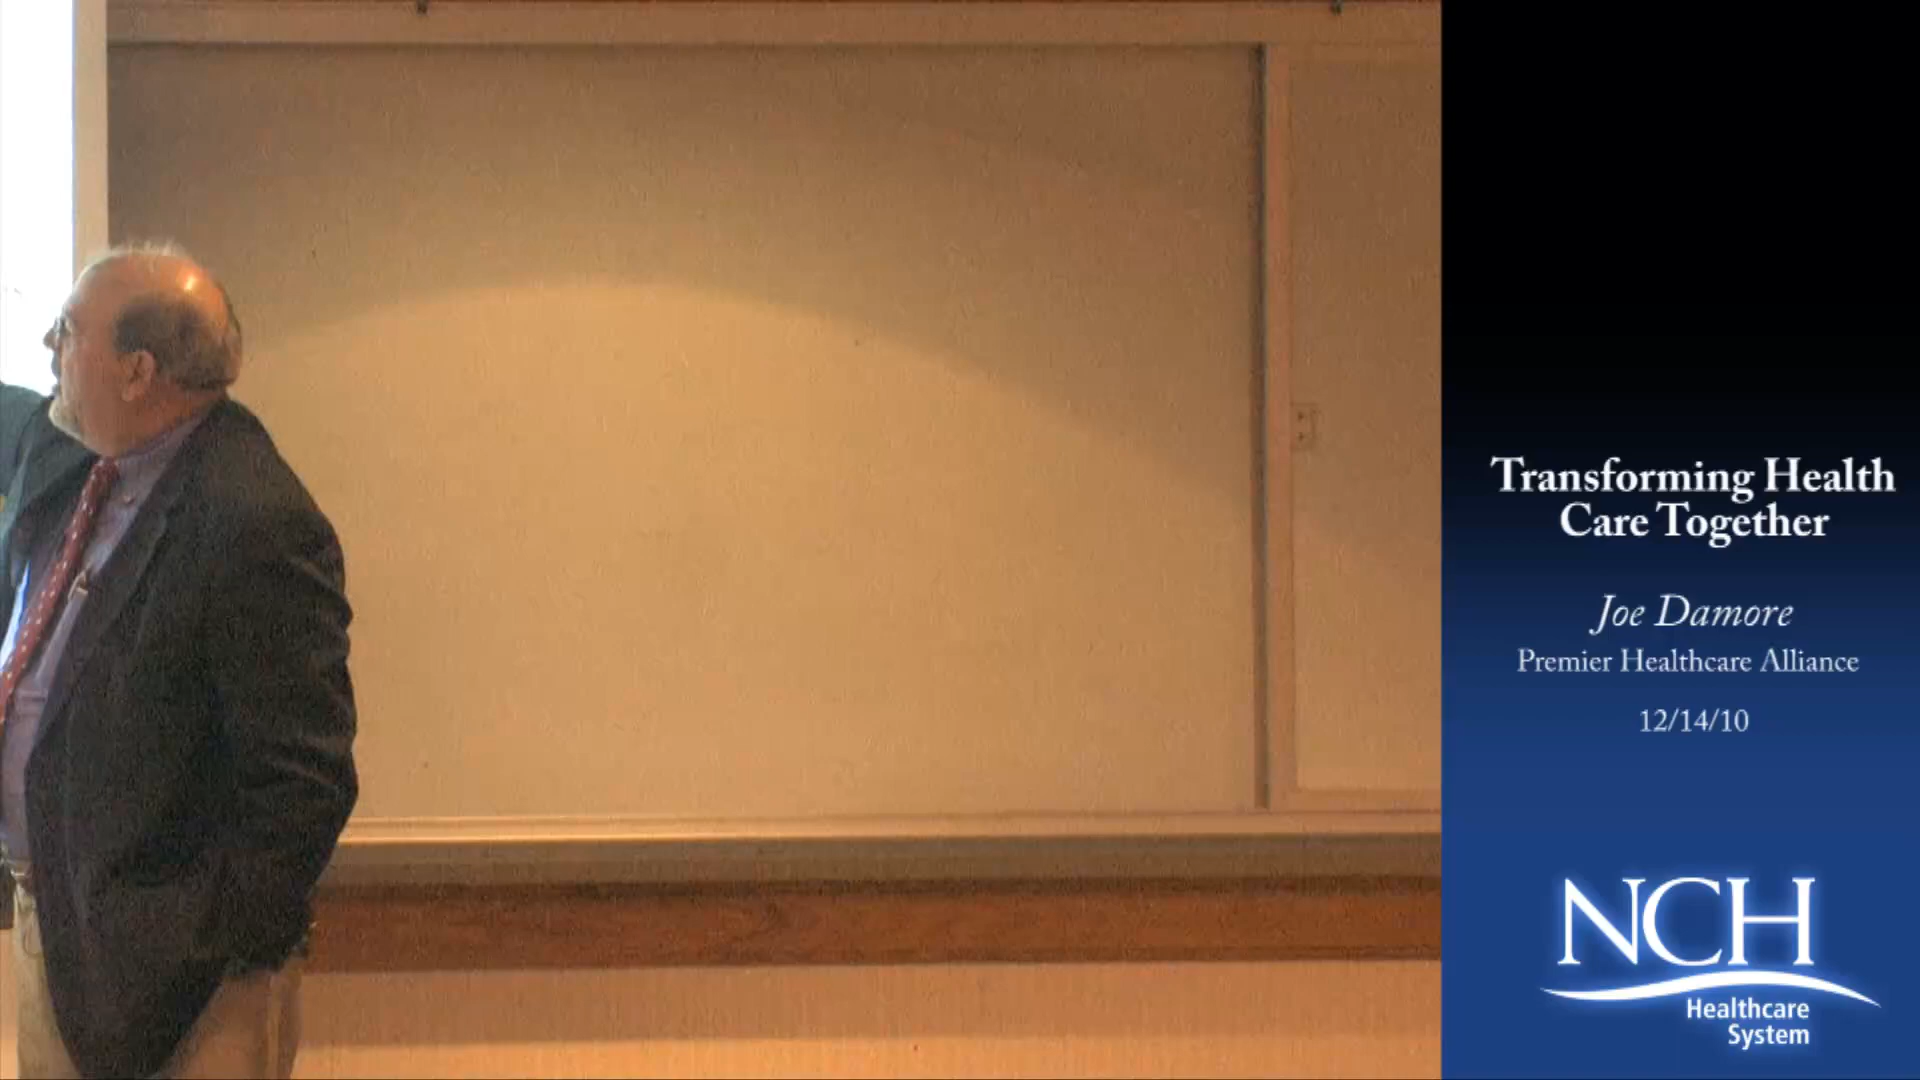 Transforming Health
Care Together
Joe Damore
Premier Healthcare Alliance
12/14/10
NCH
Healthcare
System